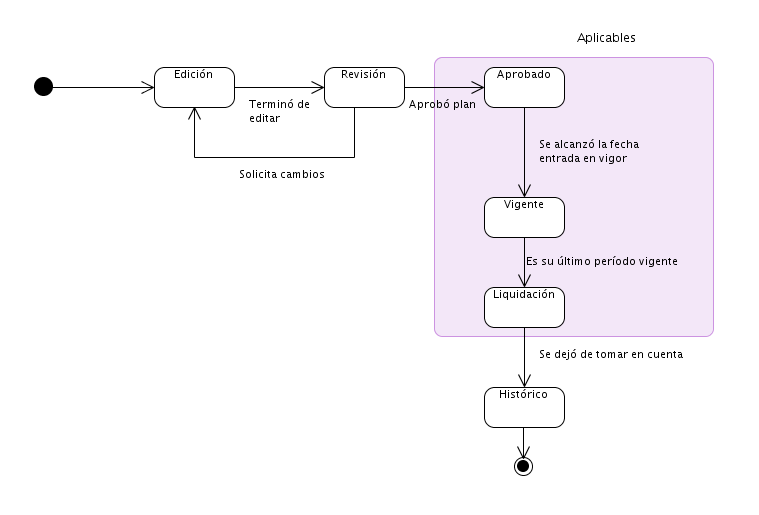 Aplicables
Edición
Revisión
Aprobado
Terminó de
editar
Aprobó plan
Solicita cambios
Se alcanzó la fecha
entrada en vigor
Vigente
Es su último período vigente
Liquidación
Se dejó de tomar en cuenta
Histórico